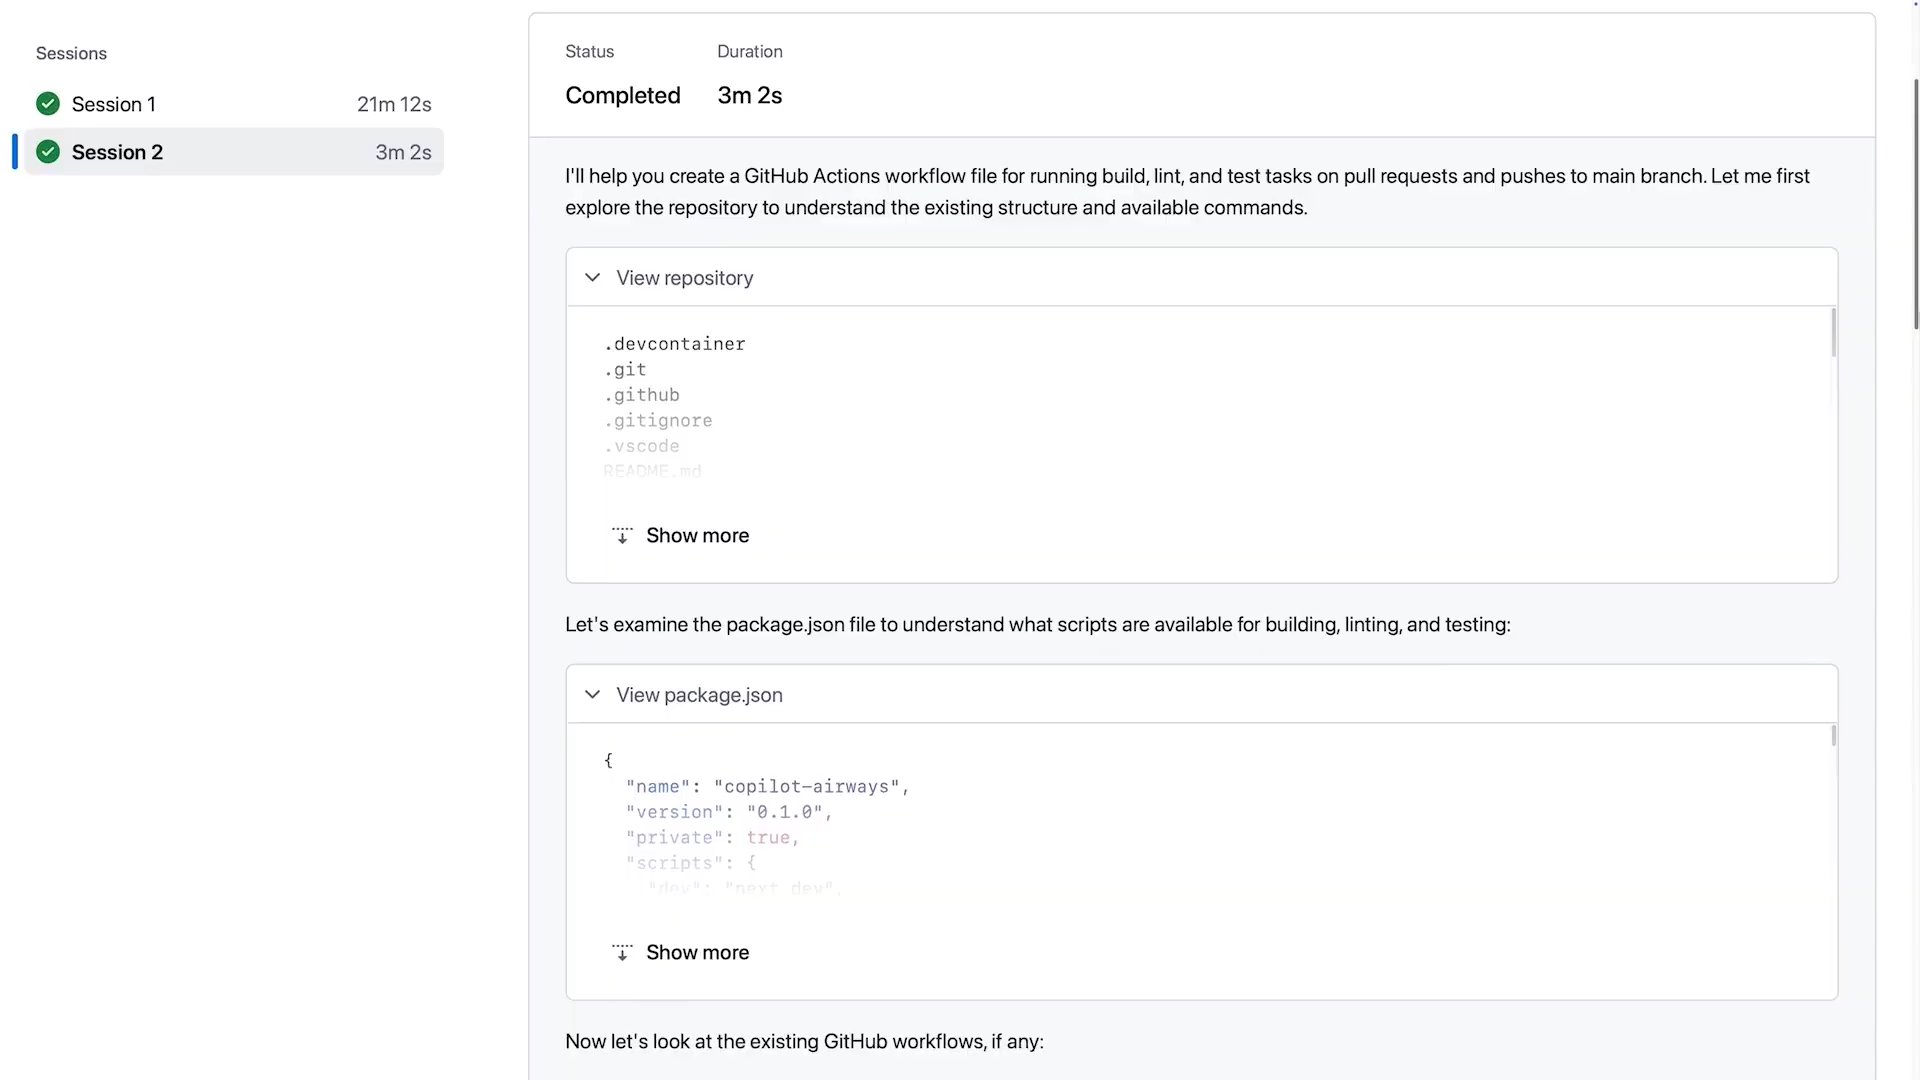 Sessions
Session 1
21m 12s
Session 2
3m 2s
Status
Duration
Completed
3m 2s
I'll help you create a GitHub Actions workflow file for running build, lint, and test tasks on pull requests and pushes to main branch. Let me first
explore the repository to understand the existing structure and available commands.
View repository
.devcontainer
.git
.github
.gitignore
.vscode
README.md
Show more
Let's examine the package.json file to understand what scripts are available for building, linting, and testing:
View package.json
{
"name": "copilot-airways",
"version": "0.1.0",
"private": true,
"scripts": {
"dev": "next dev",
Show more
Now let's look at the existing GitHub workflows, if any: